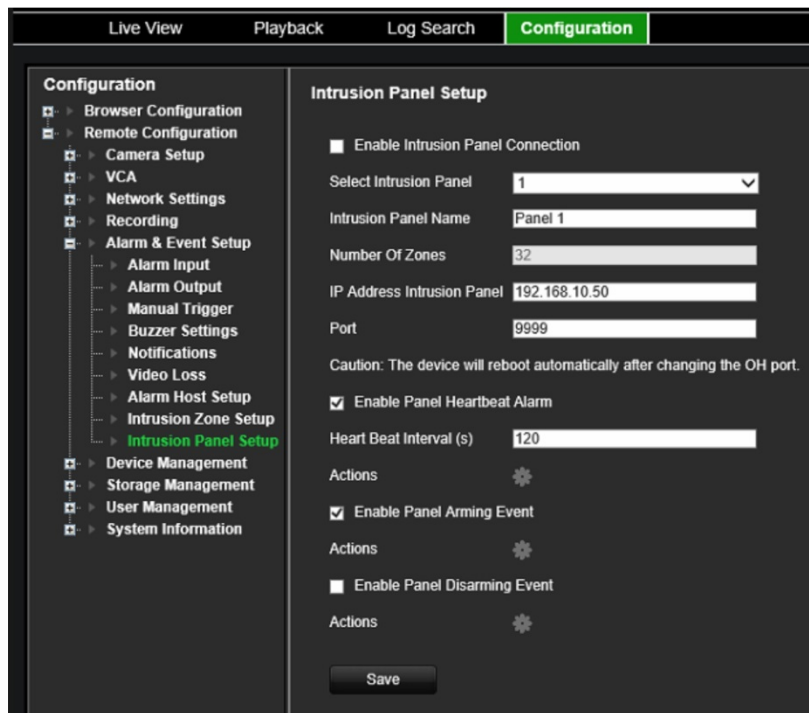 Live View Playback Log Search Configuration
Configuration
Browser Configuration
Remote Configuration
Camera Setup
VCA
Network Settings
Recording
Alarm & Event Setup
Alarm Input
Alarm Output
Manual Trigger
Buzzer Settings
Notifications
Video Loss
Alarm Host Setup
Intrusion Zone Setup
Intrusion Panel Setup
Device Management
Storage Management
User Management
System Information
Intrusion Panel Setup
Enable Intrusion Panel Connection
Select Intrusion Panel 1
Intrusion Panel Name Panel 1
Number Of Zones 32
IP Address Intrusion Panel 192.168.10.50
Port 9999
Caution: The device will reboot automatically after changing the OH port.
Enable Panel Heartbeat Alarm
Heart Beat Interval (s) 120
Actions
Enable Panel Arming Event
Actions
Enable Panel Disarming Event
Actions
Save